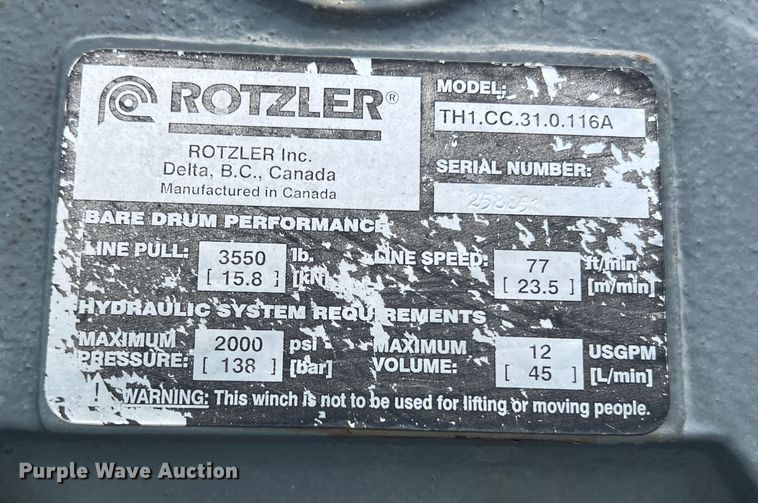 ROTZLER®
ROTZLER Inc.
Delta, B.C., Canada
Manufactured in Canada
MODEL:
TH1.CC.31.0.116A
SERIAL NUMBER:
BARE DRUM PERFORMANCE
LINE PULL: 3550 lb. LINE SPEED: 77 ft/min
[ 15.8 ] [kN] [ 23.5 ] [m/min]
HYDRAULIC SYSTEM REQUIREMENTS
MAXIMUM PRESSURE: 2000 psi MAXIMUM VOLUME: 12 USGPM
[ 138 ] [bar] [ 45 ] [L/min]
! WARNING: This winch is not to be used for lifting or moving people.
Purple Wave Auction